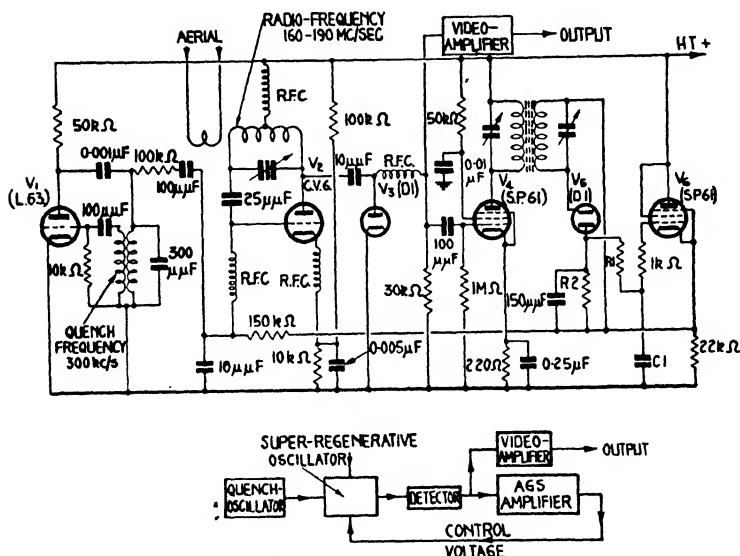 RADIO-FREQUENCY
160-190 MC/SEC
AERIAL
VIDEO-
AMPLIFIER
OUTPUT
HT+
R.F.C.
50kΩ
100kΩ
50kΩ
0·001μF
100kΩ
100μμF
V1
(L.63)
100μμF
10kΩ
300
μμF
QUENCH
FREQUENCY
300kc/s
25μμF
V2
C.V.6.
10μμF
R.F.C.
V3(D1)
0·01
μF
V4
(S.P.61)
V5
(D1)
V6
(SP61)
R.F.C.
R.F.C.
100
μμF
30kΩ
1MΩ
150μμF
R2
R1
1kΩ
150kΩ
10μμF
10kΩ
0·005μF
220Ω
0·25μF
C1
22kΩ
SUPER-REGENERATIVE
OSCILLATOR
QUENCH-
OSCILLATOR
DETECTOR
VIDEO-
AMPLIFIER
OUTPUT
AGS
AMPLIFIER
CONTROL
VOLTAGE